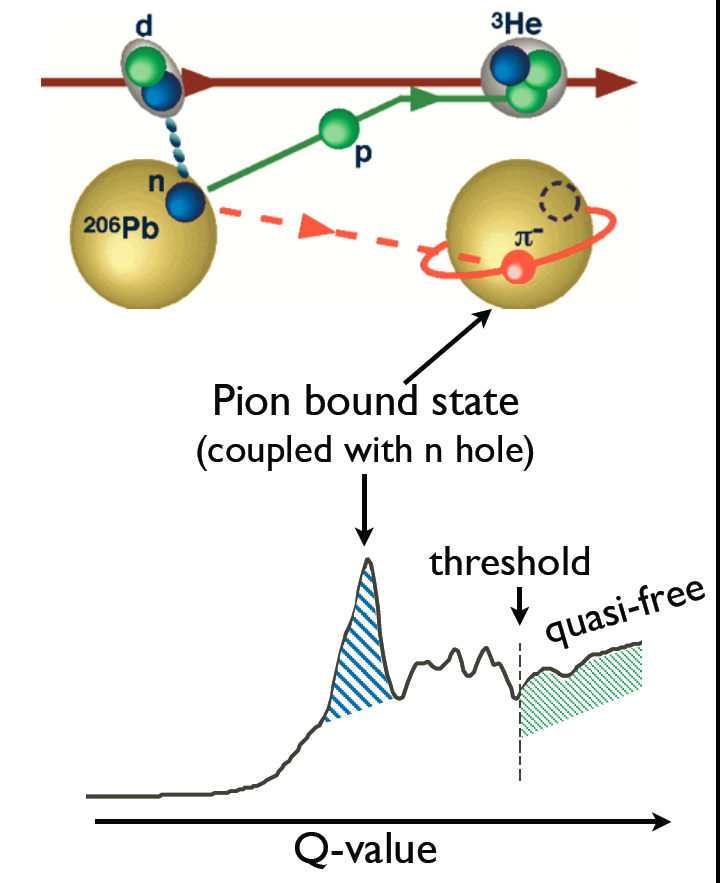 d
³He
n
p
²⁰⁶Pb
π⁻
Pion bound state
(coupled with n hole)
threshold
quasi-free
Q-value